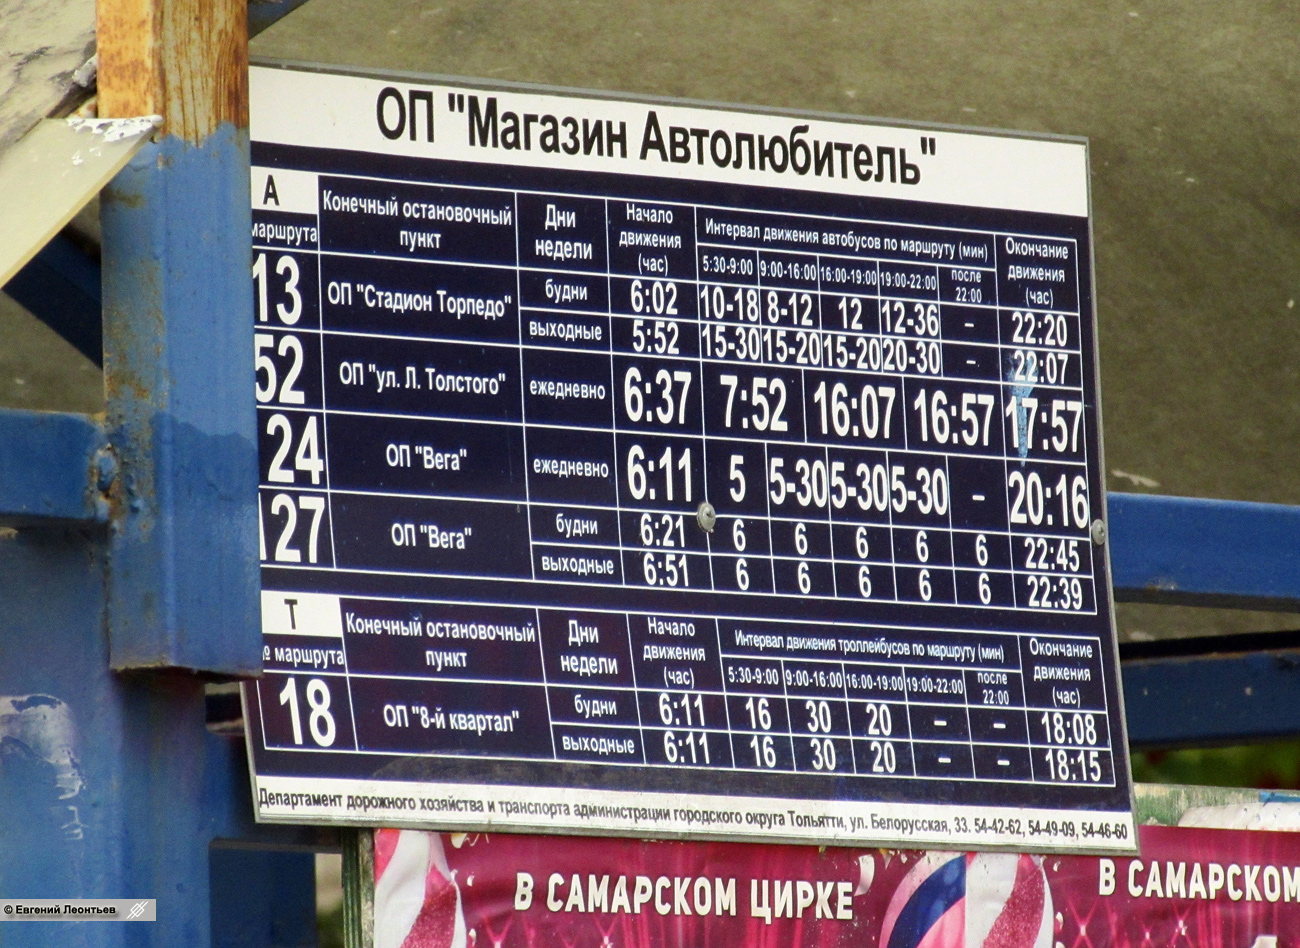 ОП "Магазин Автолюбитель"
А
маршрута
Конечный остановочный пункт
Дни недели
Начало движения (час)
Интервал движения автобусов по маршруту (мин)
5:30-9:00 9:00-16:00 16:00-19:00 19:00-22:00 после 22:00
Окончание движения (час)
13 ОП "Стадион Торпедо" будни 6:02 10-18 8-12 12 12-36 - 22:20
выходные 5:52 15-30 15-20 15-20 20-30 - 22:07
52 ОП "ул. Л. Толстого" ежедневно 6:37 7:52 16:07 16:57 17:57
24 ОП "Вега" ежедневно 6:11 5 5-30 5-30 5-30 - 20:16
127 ОП "Вега" будни 6:21 6 6 6 6 6 22:45
выходные 6:51 6 6 6 6 6 22:39
Т
№ маршрута
Конечный остановочный пункт
Дни недели
Начало движения (час)
Интервал движения троллейбусов по маршруту (мин)
5:30-9:00 9:00-16:00 16:00-19:00 19:00-22:00 после 22:00
Окончание движения (час)
18 ОП "8-й квартал" будни 6:11 16 30 20 - - 18:08
выходные 6:11 16 30 20 - - 18:15
Департамент дорожного хозяйства и транспорта администрации городского округа Тольятти, ул. Белорусская, 33. 54-42-62, 54-49-09, 54-46-60
В САМАРСКОМ ЦИРКЕ
В САМАРСКОМ
© Евгений Леонтьев